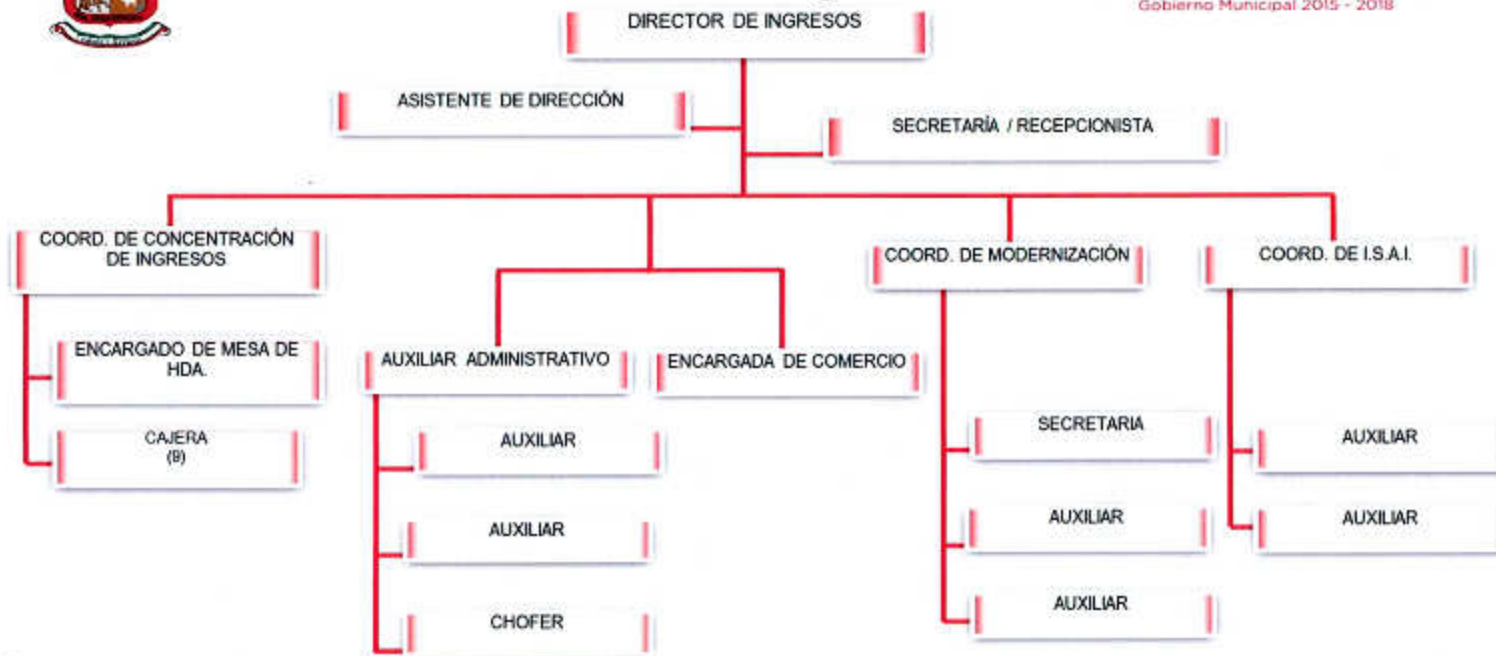 Gobierno Municipal 2015 - 2018
DIRECTOR DE INGRESOS
ASISTENTE DE DIRECCIÓN
SECRETARÍA / RECEPCIONISTA
COORD. DE CONCENTRACIÓN
DE INGRESOS
COORD. DE MODERNIZACIÓN
COORD. DE I.S.A.I.
ENCARGADO DE MESA DE
HDA.
CAJERA
(9)
AUXILIAR ADMINISTRATIVO
ENCARGADA DE COMERCIO
AUXILIAR
AUXILIAR
CHOFER
SECRETARIA
AUXILIAR
AUXILIAR
AUXILIAR
AUXILIAR